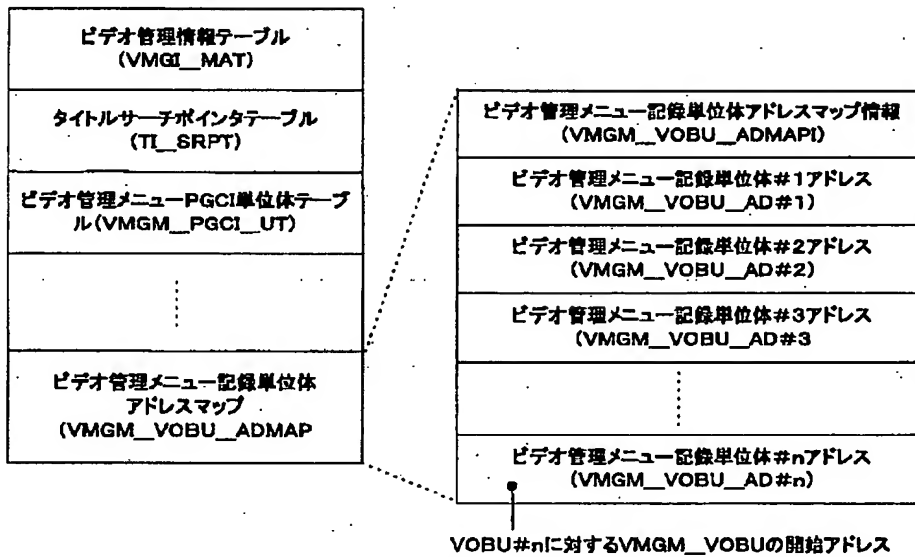 ビデオ管理情報テーブル
(VMGI__MAT)
タイトルサーチポインタテーブル
(TI__SRPT)
ビデオ管理メニューPGCI単位体テーブ
ル(VMGM__PGCI__UT)
ビデオ管理メニュー記録単位体
アドレスマップ
(VMGM__VOBU__ADMAP
ビデオ管理メニュー記録単位体アドレスマップ情報
(VMGM__VOBU__ADMAPI)
ビデオ管理メニュー記録単位体#1アドレス
(VMGM__VOBU__AD#1)
ビデオ管理メニュー記録単位体#2アドレス
(VMGM__VOBU__AD#2)
ビデオ管理メニュー記録単位体#3アドレス
(VMGM__VOBU__AD#3
ビデオ管理メニュー記録単位体#nアドレス
(VMGM__VOBU__AD#n)
VOBU#nに対するVMGM__VOBUの開始アドレス